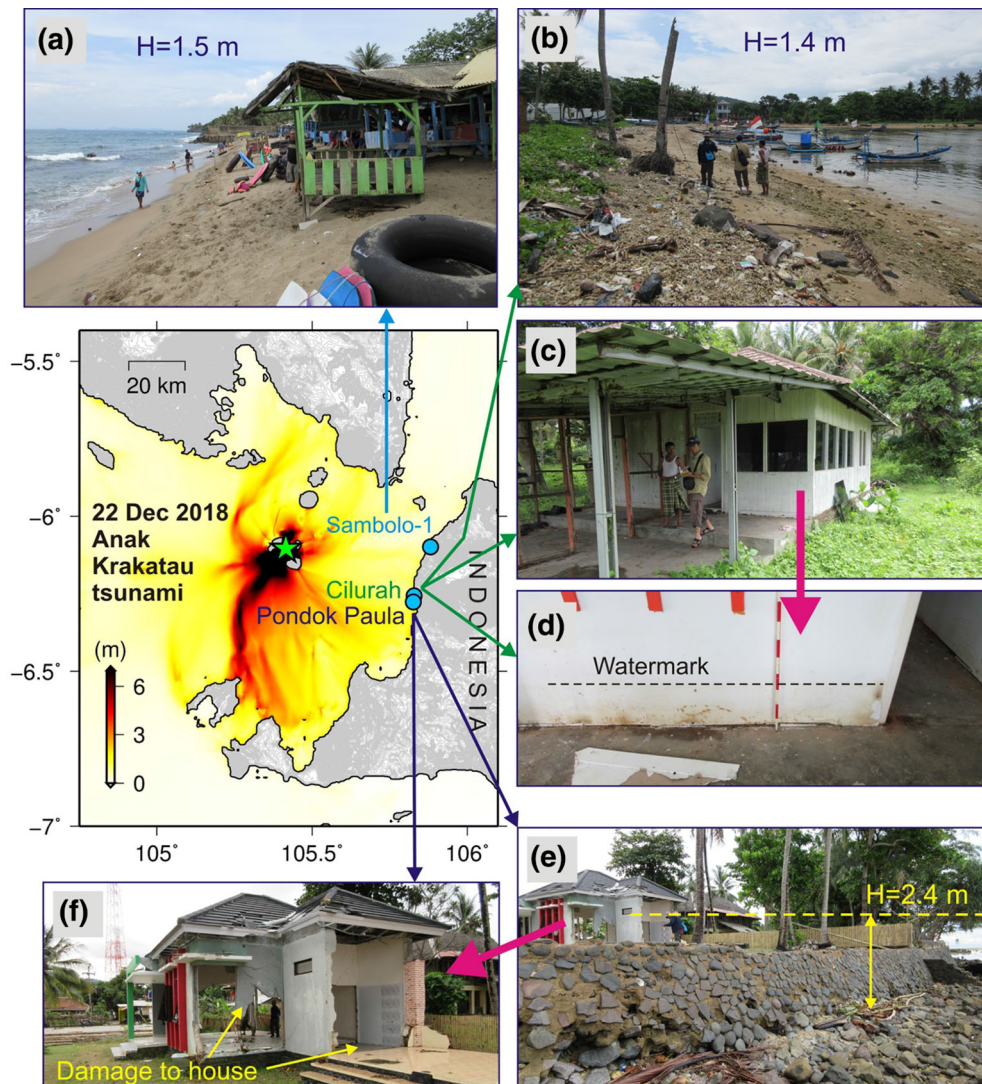 (a)
H=1.5 m
(b)
H=1.4 m
(c)
(d)
Watermark
(e)
H=2.4 m
(f)
Damage to house
-5.5°
-6°
-6.5°
-7°
105°
105.5°
106°
20 km
22 Dec 2018
Anak
Krakatau
tsunami
Sambolo-1
Cilurah
Pondok Paula
INDONESIA
(m)
6
3
0